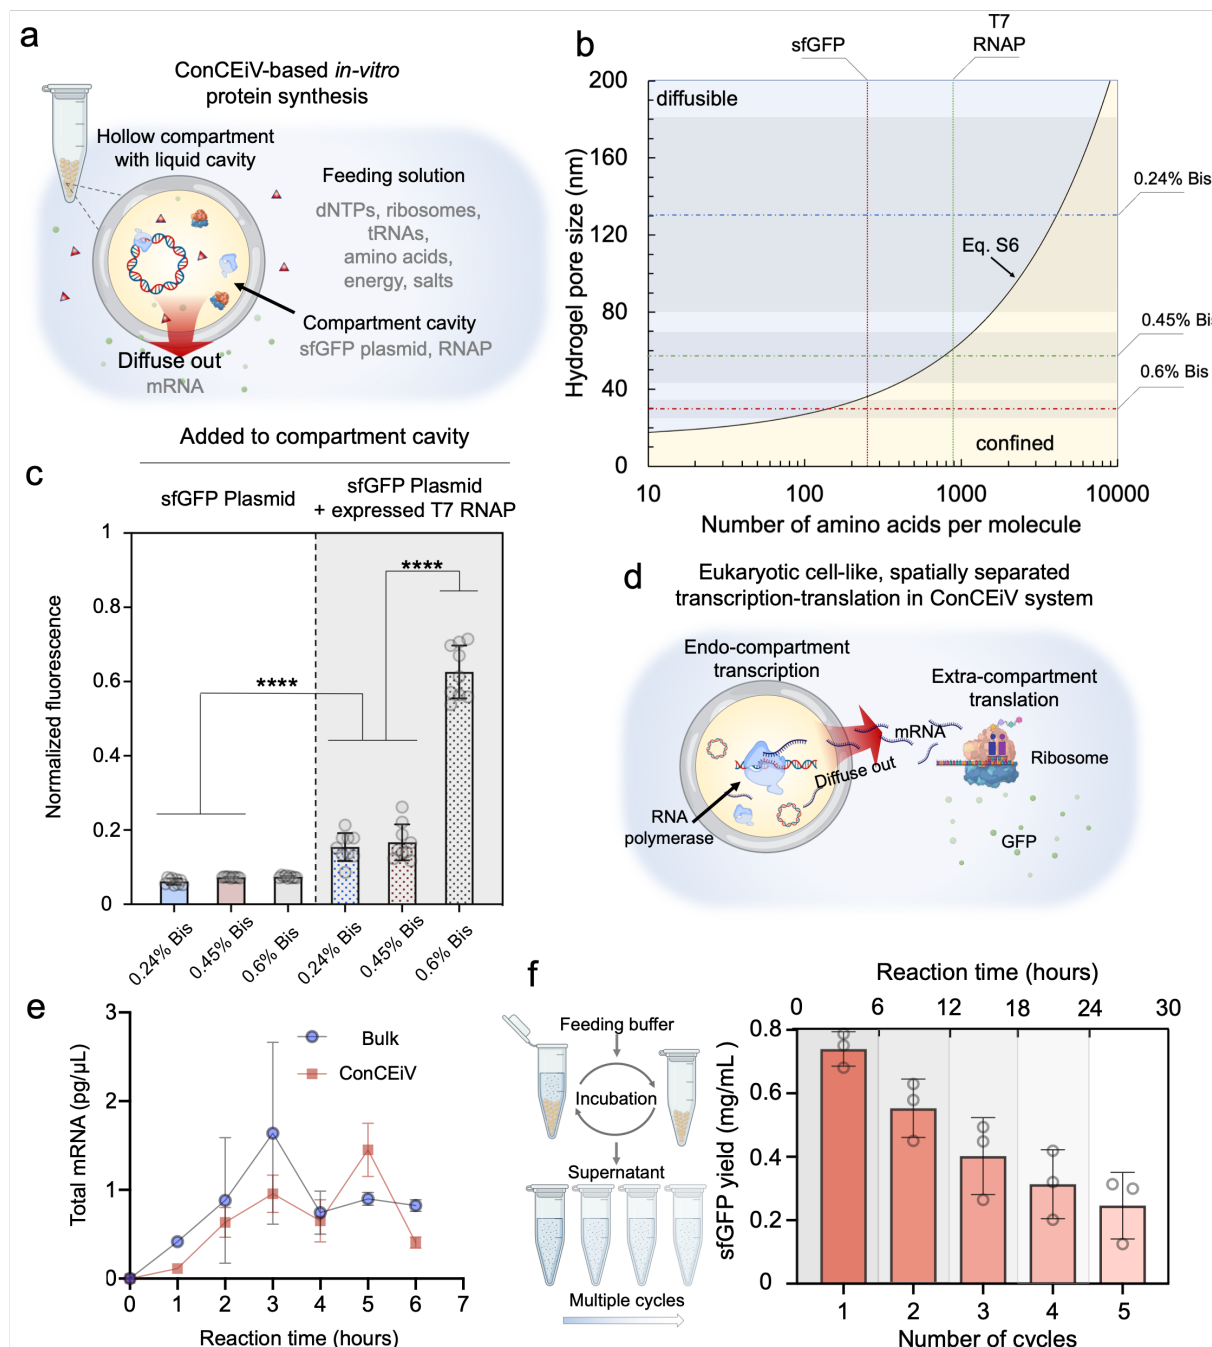 a
ConCEiV-based in-vitro
protein synthesis
Hollow compartment
with liquid cavity
Feeding solution
dNTPs, ribosomes,
tRNAs,
amino acids,
energy, salts
Compartment cavity
sfGFP plasmid, RNAP
Diffuse out
mRNA
b
sfGFP
T7
RNAP
Hydrogel pore size (nm)
200
160
120
80
40
0
diffusible
Eq. S6
confined
0.24% Bis
0.45% Bis
0.6% Bis
10
100
1000
10000
Number of amino acids per molecule
c
Added to compartment cavity
sfGFP Plasmid
sfGFP Plasmid
+ expressed T7 RNAP
Normalized fluorescence
1
0.8
0.6
0.4
0.2
0
****
****
0.24% Bis
0.45% Bis
0.6% Bis
0.24% Bis
0.45% Bis
0.6% Bis
d
Eukaryotic cell-like, spatially separated
transcription-translation in ConCEiV system
Endo-compartment
transcription
Extra-compartment
translation
mRNA
Diffuse out
Ribosome
RNA
polymerase
GFP
e
Total mRNA (pg/µL)
3
2
1
0
Bulk
ConCEiV
0 1 2 3 4 5 6 7
Reaction time (hours)
f
Feeding buffer
Incubation
Supernatant
Multiple cycles
Reaction time (hours)
0 6 12 18 24 30
sfGFP yield (mg/mL )
0.8
0.6
0.4
0.2
0
1 2 3 4 5
Number of cycles